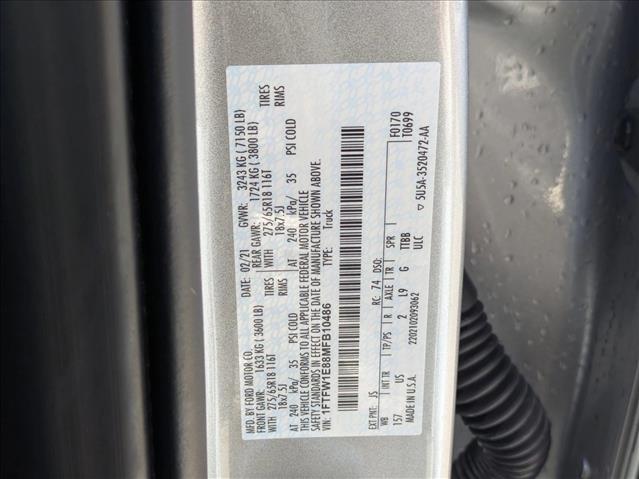 MFD. BY FORD MOTOR CO.
DATE: 02/21 GVWR: 3243 KG ( 7150 LB)
FRONT GAWR: 1633 KG ( 3600 LB) REAR GAWR: 1724 KG ( 3800 LB)
WITH 275/65R18 116T TIRES WITH 275/65R18 116T TIRES
18x7.5J RIMS 18x7.5J RIMS
AT 240 kPa/ 35 PSI COLD AT 240 kPa/ 35 PSI COLD
THIS VEHICLE CONFORMS TO ALL APPLICABLE FEDERAL MOTOR VEHICLE
SAFETY STANDARDS IN EFFECT ON THE DATE OF MANUFACTURE SHOWN ABOVE.
VIN: 1FTFW1E88MFB10486 TYPE: Truck
F0170
T0699
EXT PNT: JS RC: 74 DSO:
WB INT TR TP/PS R AXLE TR SPR
157 US 2 L9 G TTBB
ULC
▽ 5U5A-3520472-AA
MADE IN U.S.A. 2202102093062